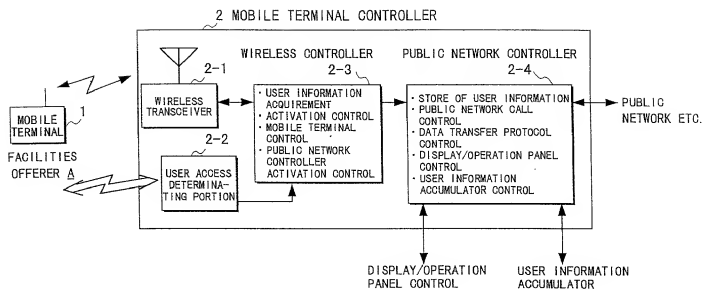 2 MOBILE TERMINAL CONTROLLER
WIRELESS CONTROLLER
PUBLIC NETWORK CONTROLLER
2-1
2-3
2-4
WIRELESS
TRANSCEIVER
1
MOBILE
TERMINAL
FACILITIES
OFFERER A
2-2
USER ACCESS
DETERMINA-
TING PORTION
• USER INFORMATION
ACQUIREMENT
• ACTIVATION CONTROL
• MOBILE TERMINAL
CONTROL
• PUBLIC NETWORK
CONTROLLER
ACTIVATION CONTROL
• STORE OF USER INFORMATION
• PUBLIC NETWORK CALL
CONTROL
• DATA TRANSFER PROTOCOL
CONTROL
• DISPLAY/OPERATION PANEL
CONTROL
• USER INFORMATION
ACCUMULATOR CONTROL
PUBLIC
NETWORK ETC.
DISPLAY/OPERATION
PANEL CONTROL
USER INFORMATION
ACCUMULATOR